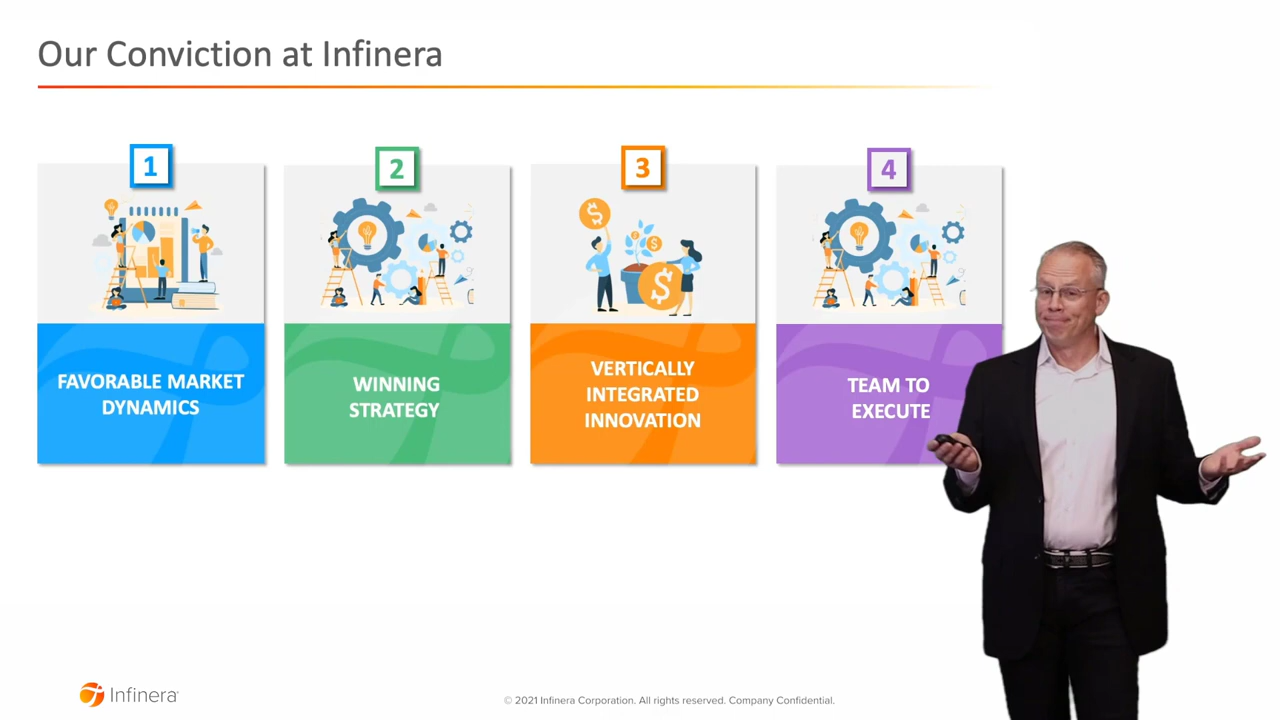 Our Conviction at Infinera
1
2
3
4
FAVORABLE MARKET
DYNAMICS
WINNING
STRATEGY
VERTICALLY
INTEGRATED
INNOVATION
TEAM TO
EXECUTE
Infinera
© 2021 Infinera Corporation. All rights reserved. Company Confidential.